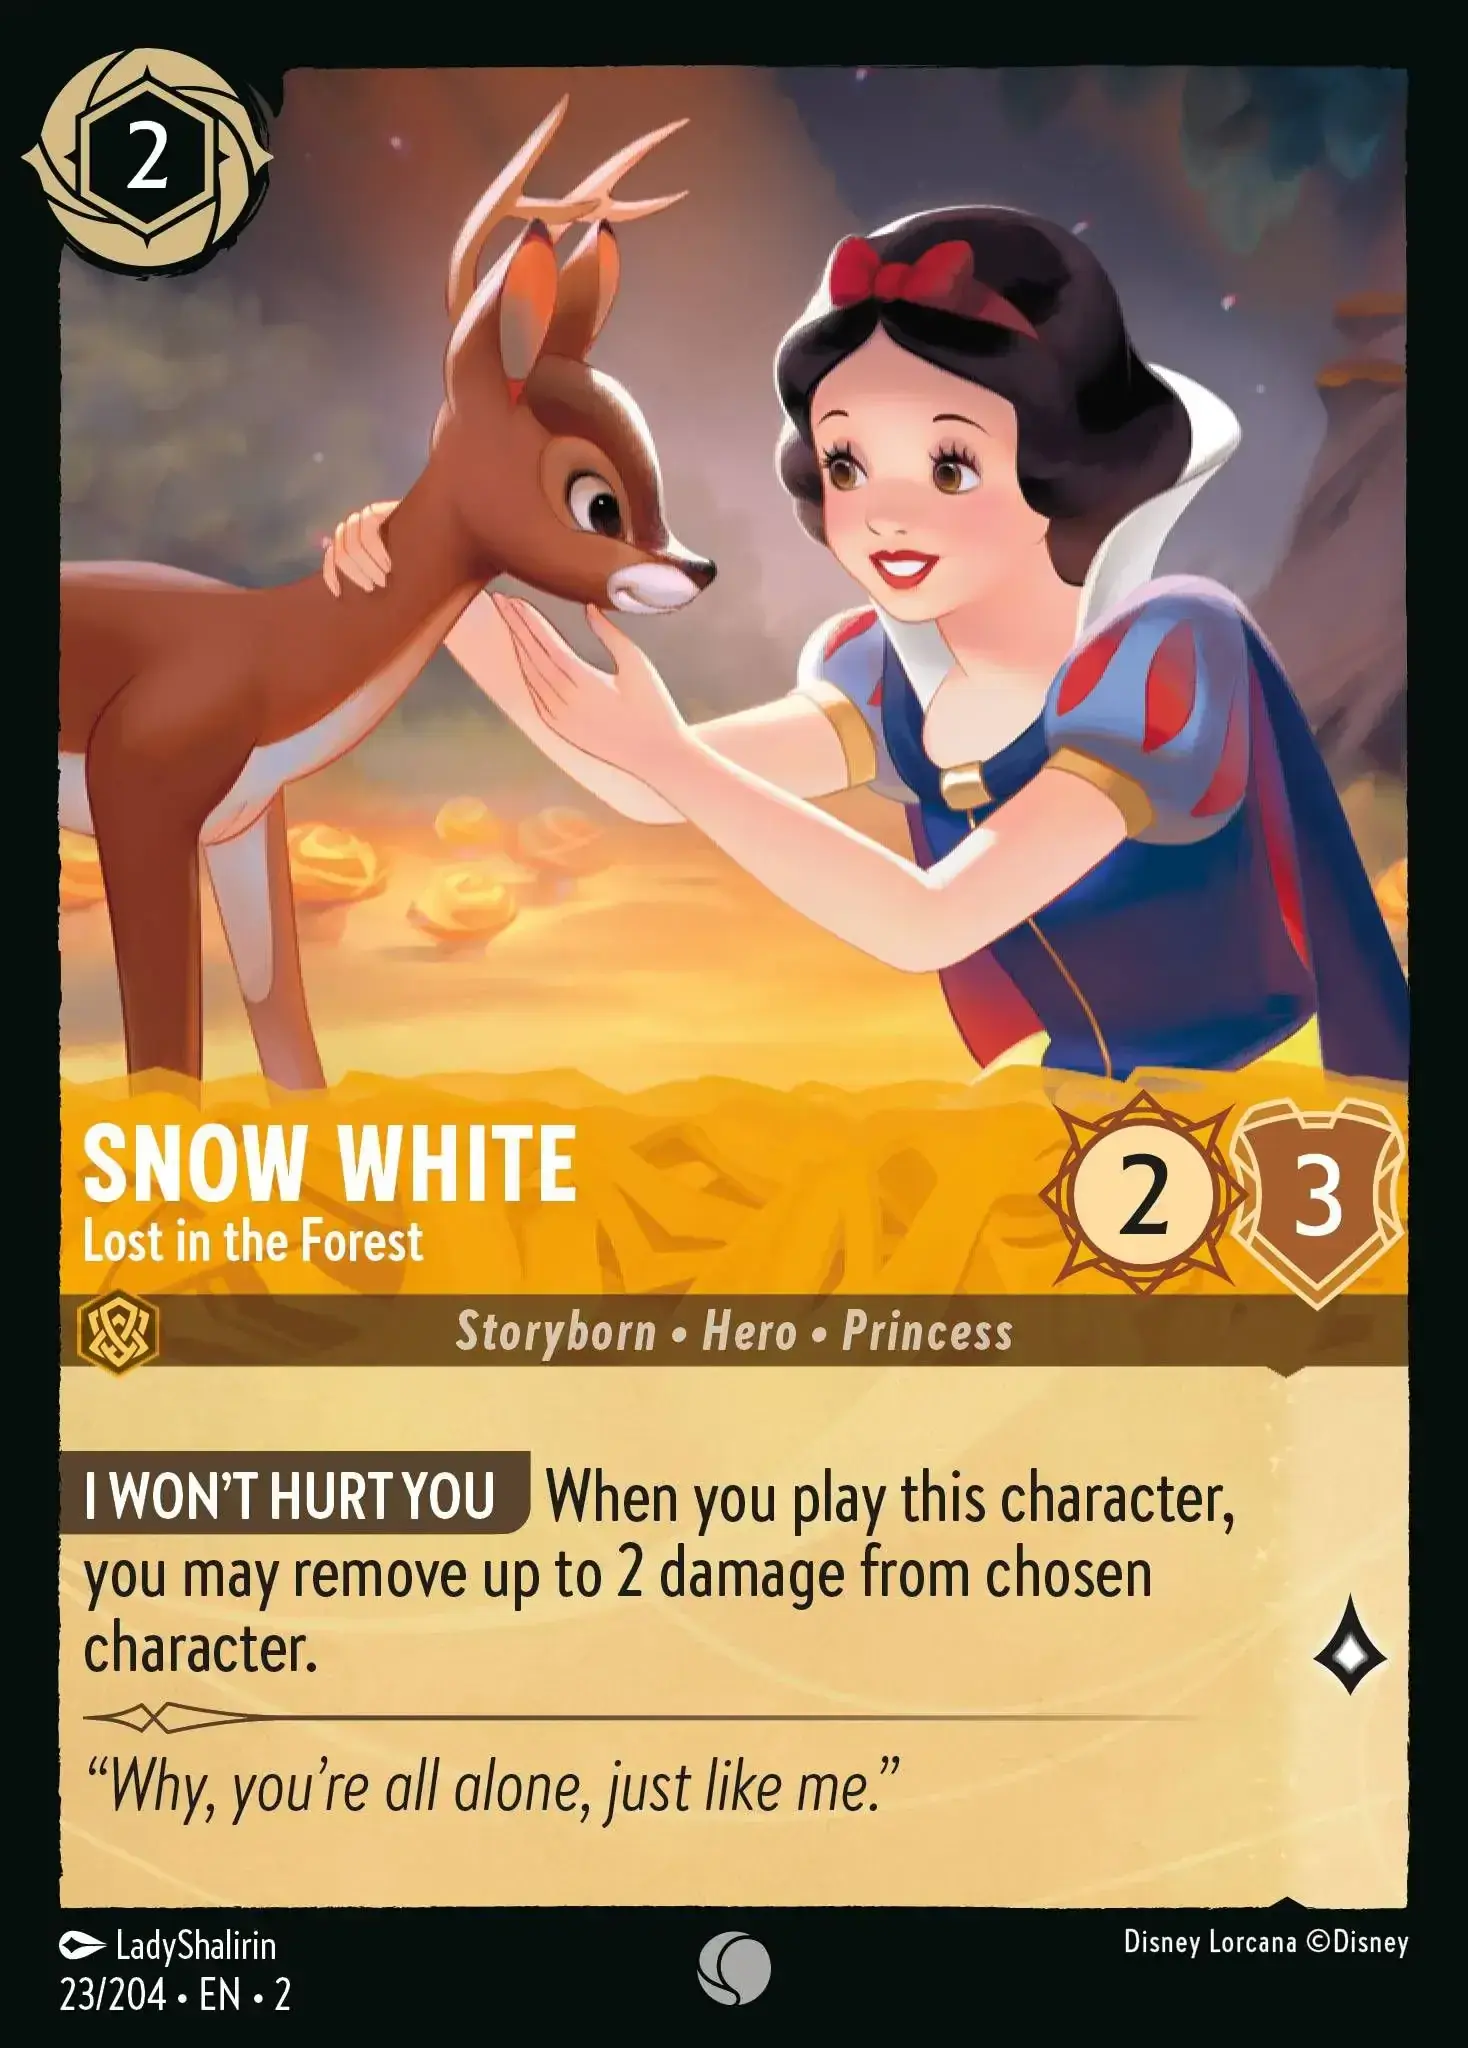 2
SNOW WHITE
Lost in the Forest
2
3
Storyborn • Hero • Princess
I WON'T HURT YOU When you play this character,
you may remove up to 2 damage from chosen
character.
“Why, you’re all alone, just like me.”
LadyShalirin
Disney Lorcana ©Disney
23/204 • EN • 2